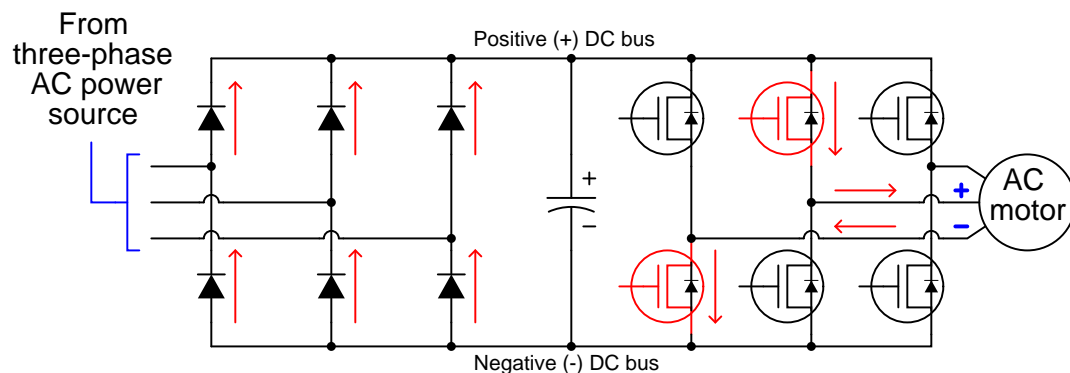 From
three-phase
AC power
source
Positive (+) DC bus
+
−
+
−
AC
motor
Negative (-) DC bus